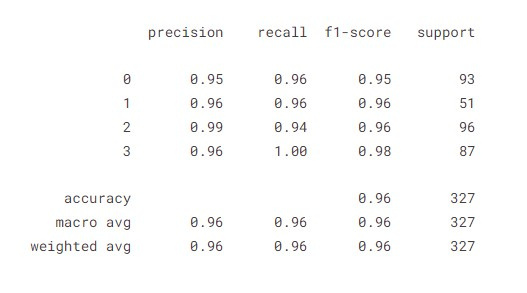 precision recall f1-score support
0 0.95 0.96 0.95 93
1 0.96 0.96 0.96 51
2 0.99 0.94 0.96 96
3 0.96 1.00 0.98 87
accuracy 0.96 327
macro avg 0.96 0.96 0.96 327
weighted avg 0.96 0.96 0.96 327